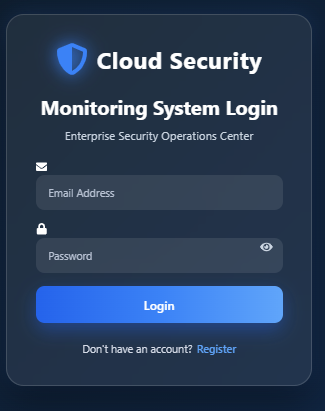 Cloud Security
Monitoring System Login
Enterprise Security Operations Center
Email Address
Password
Login
Don't have an account? Register